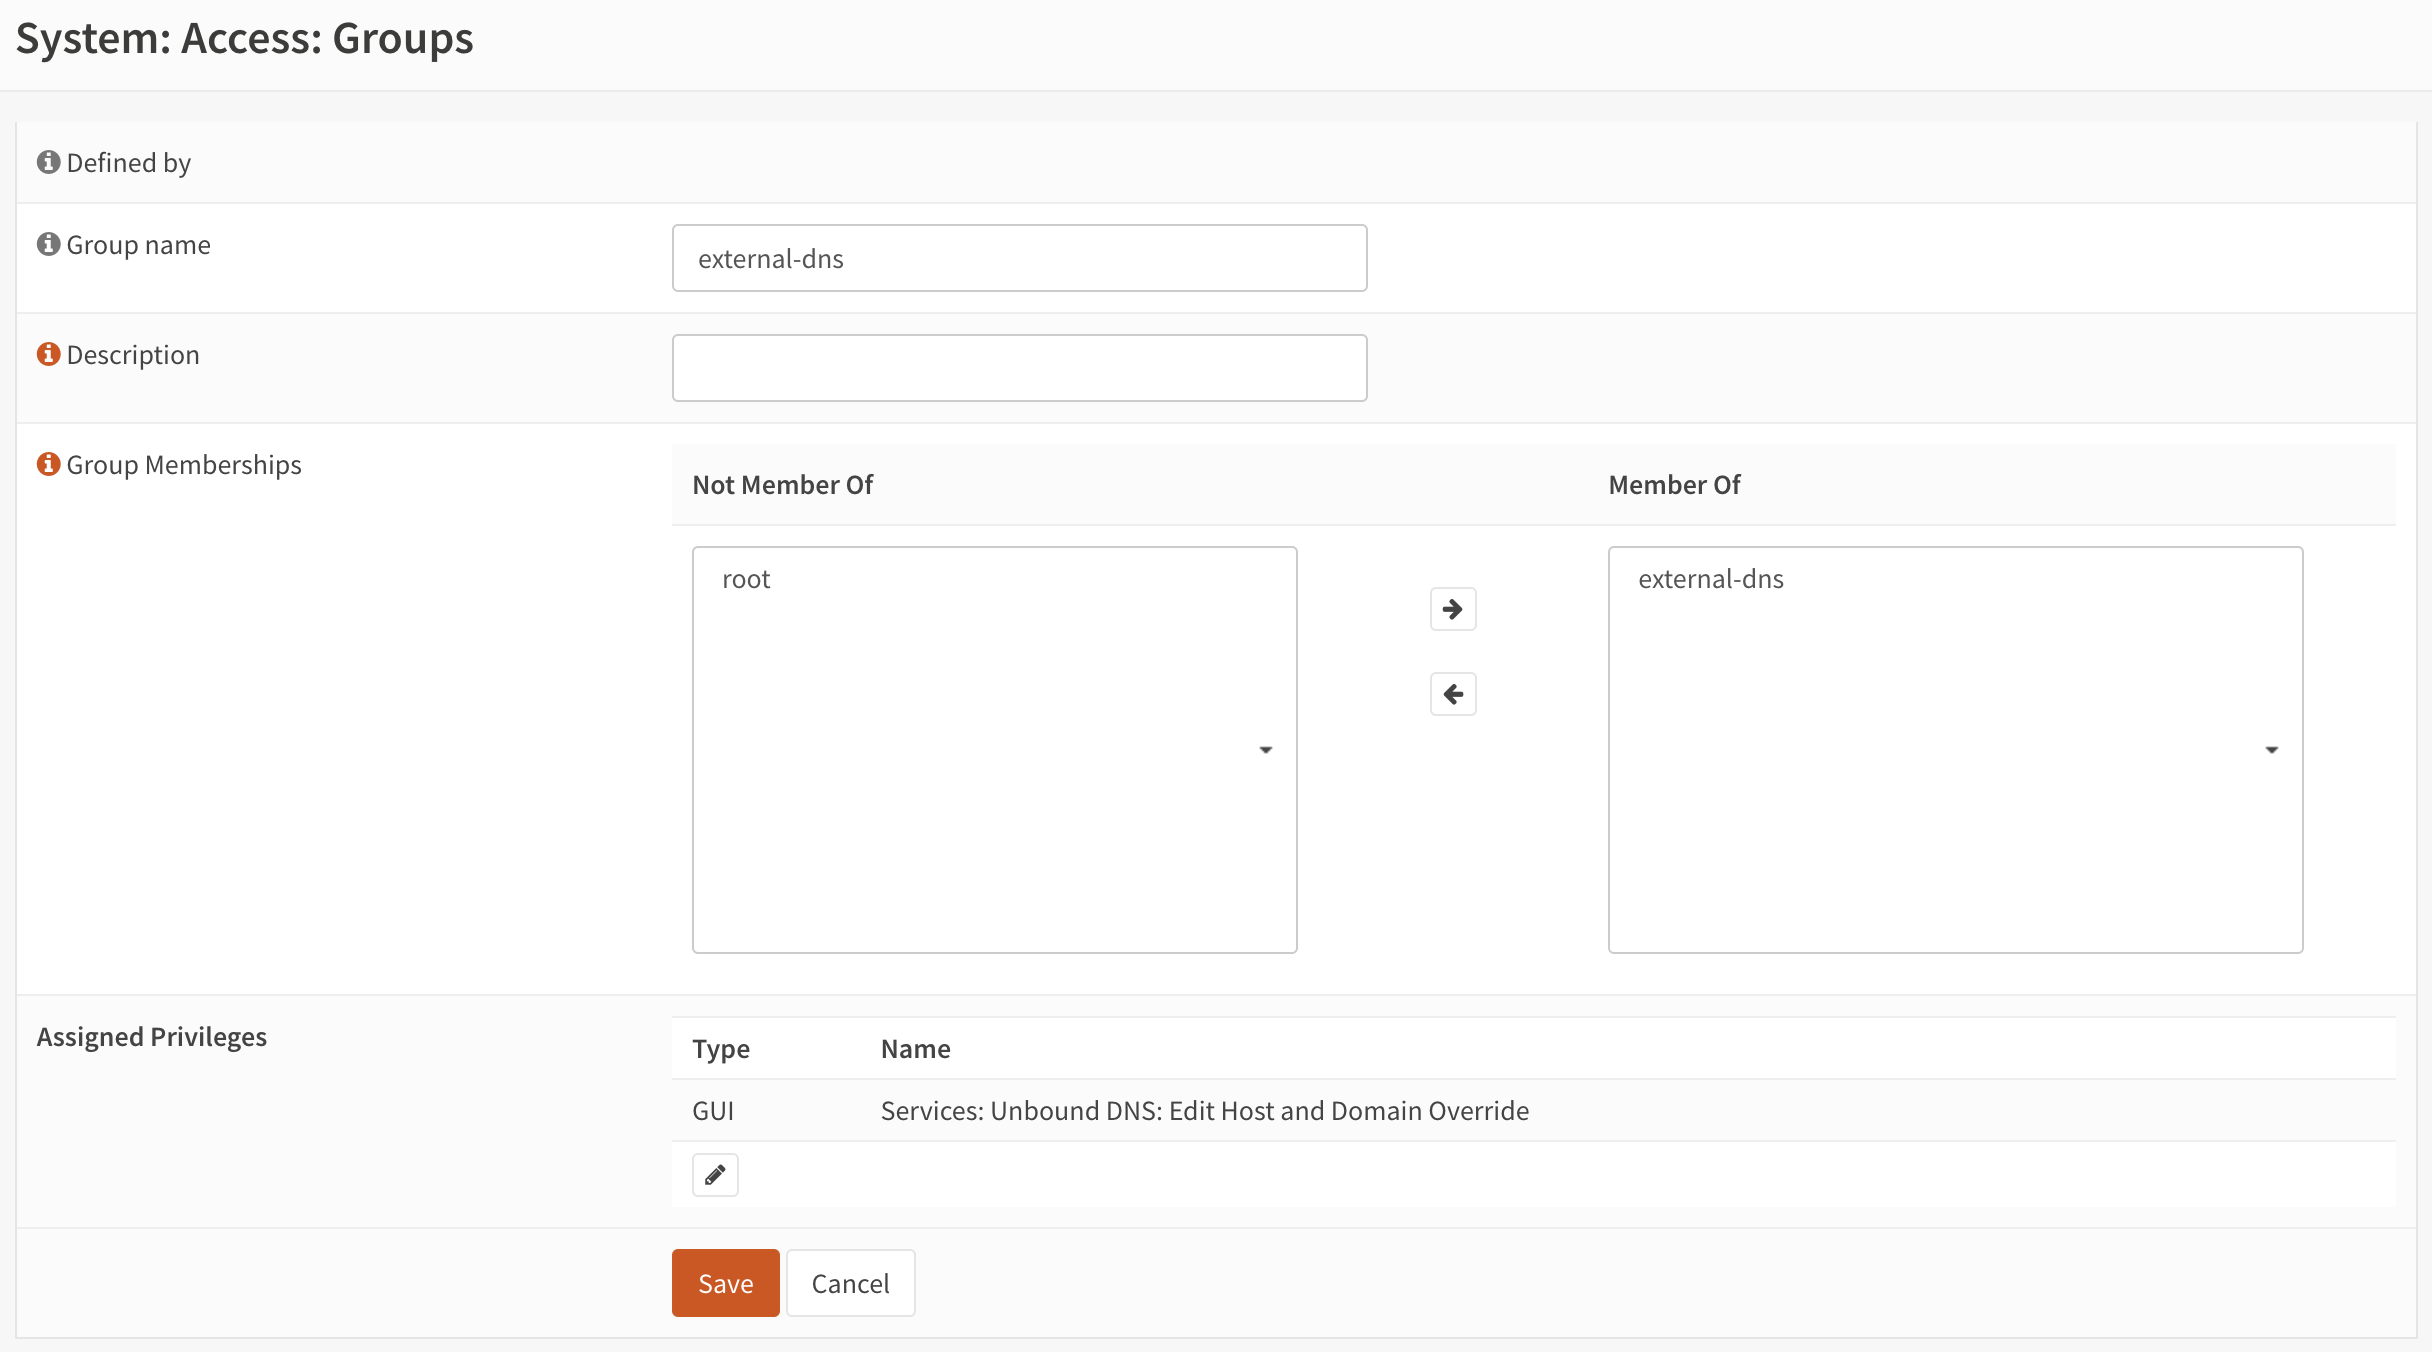 System: Access: Groups
Defined by
Group name
external-dns
Description
Group Memberships
Not Member Of
Member Of
root
external-dns
Assigned Privileges
Type Name
GUI Services: Unbound DNS: Edit Host and Domain Override
Save Cancel